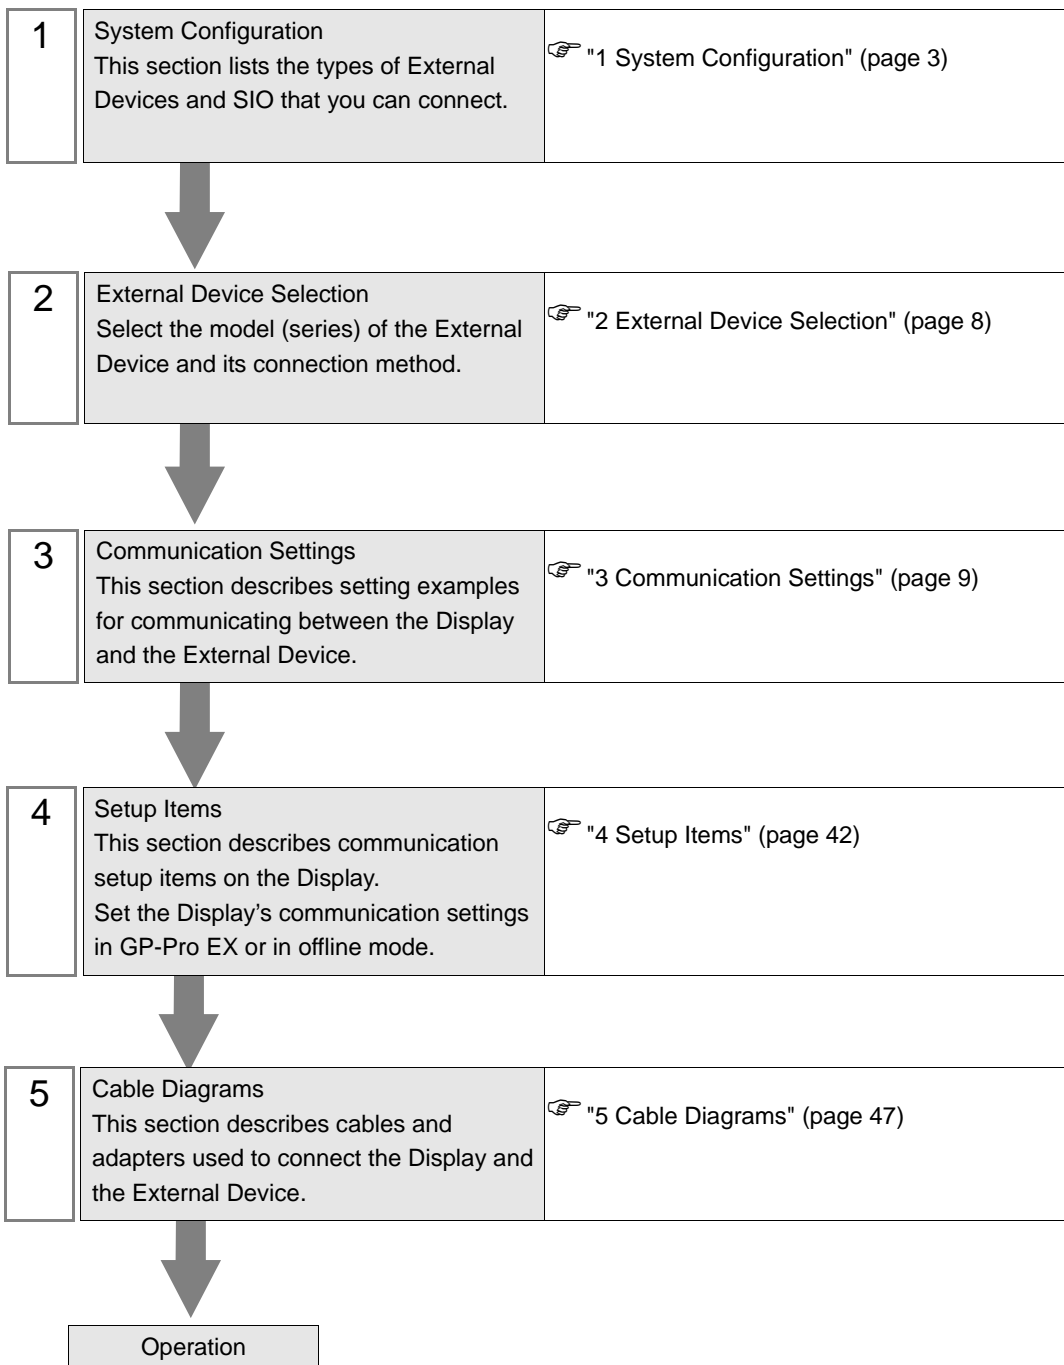 1
System Configuration
This section lists the types of External
Devices and SIO that you can connect.
☞ "1 System Configuration" (page 3)
2
External Device Selection
Select the model (series) of the External
Device and its connection method.
☞ "2 External Device Selection" (page 8)
3
Communication Settings
This section describes setting examples
for communicating between the Display
and the External Device.
☞ "3 Communication Settings" (page 9)
4
Setup Items
This section describes communication
setup items on the Display.
Set the Display’s communication settings
in GP-Pro EX or in offline mode.
☞ "4 Setup Items" (page 42)
5
Cable Diagrams
This section describes cables and
adapters used to connect the Display and
the External Device.
☞ "5 Cable Diagrams" (page 47)
Operation